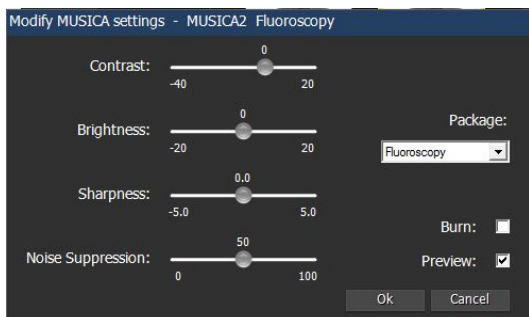 Modify MUSICA settings - MUSICA2 Fluoroscopy
0
Contrast:
-40 20
0
Brightness:
-20 20
0.0
Sharpness:
-5.0 5.0
50
Noise Suppression:
0 100
Package:
Fluoroscopy
Burn:
Preview:
Ok Cancel